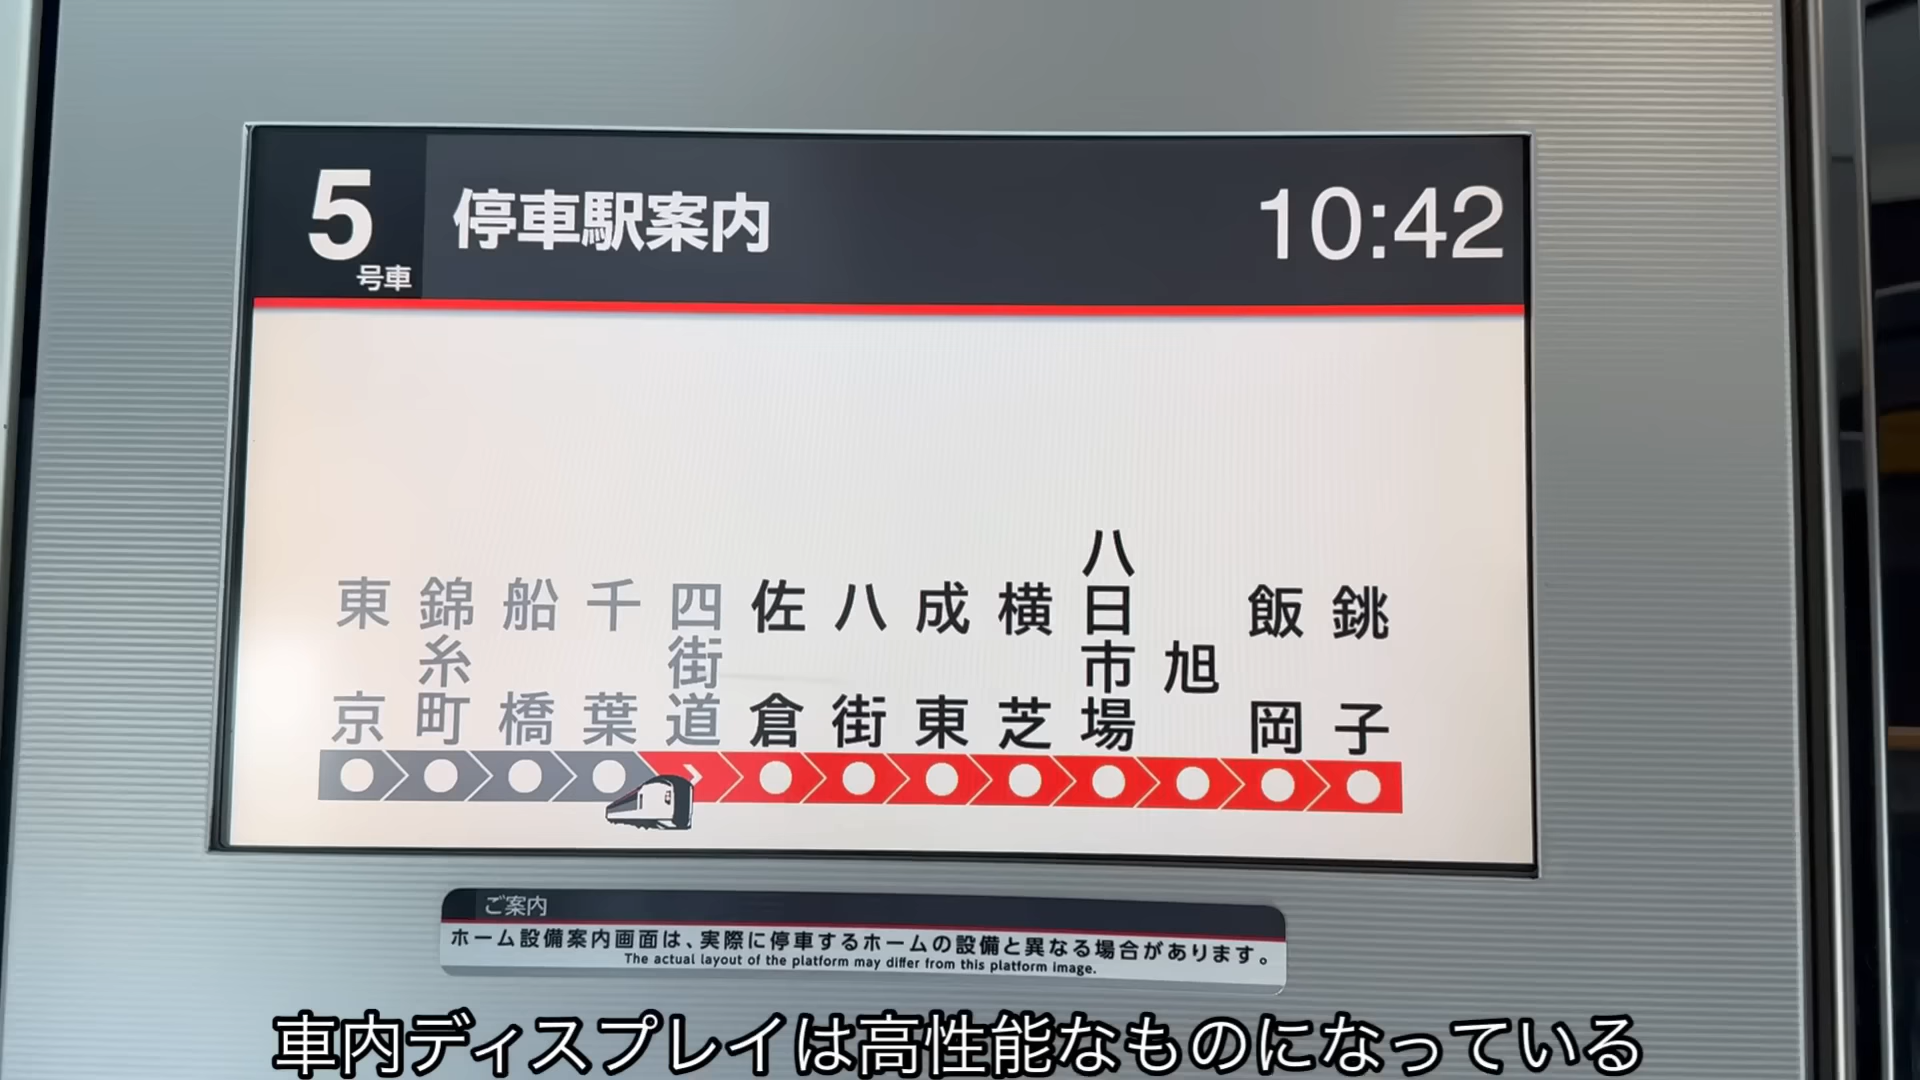 5
号車
停車駅案内
10:42
東京
錦糸町
船橋
千葉
四街道
佐倉
八街
成東
横芝
八日市場
旭
飯岡
銚子
ご案内
ホーム設備案内画面は、実際に停車するホームの設備と異なる場合があります。
The actual layout of the platform may differ from this platform image.
車内ディスプレイは高性能なものになっている